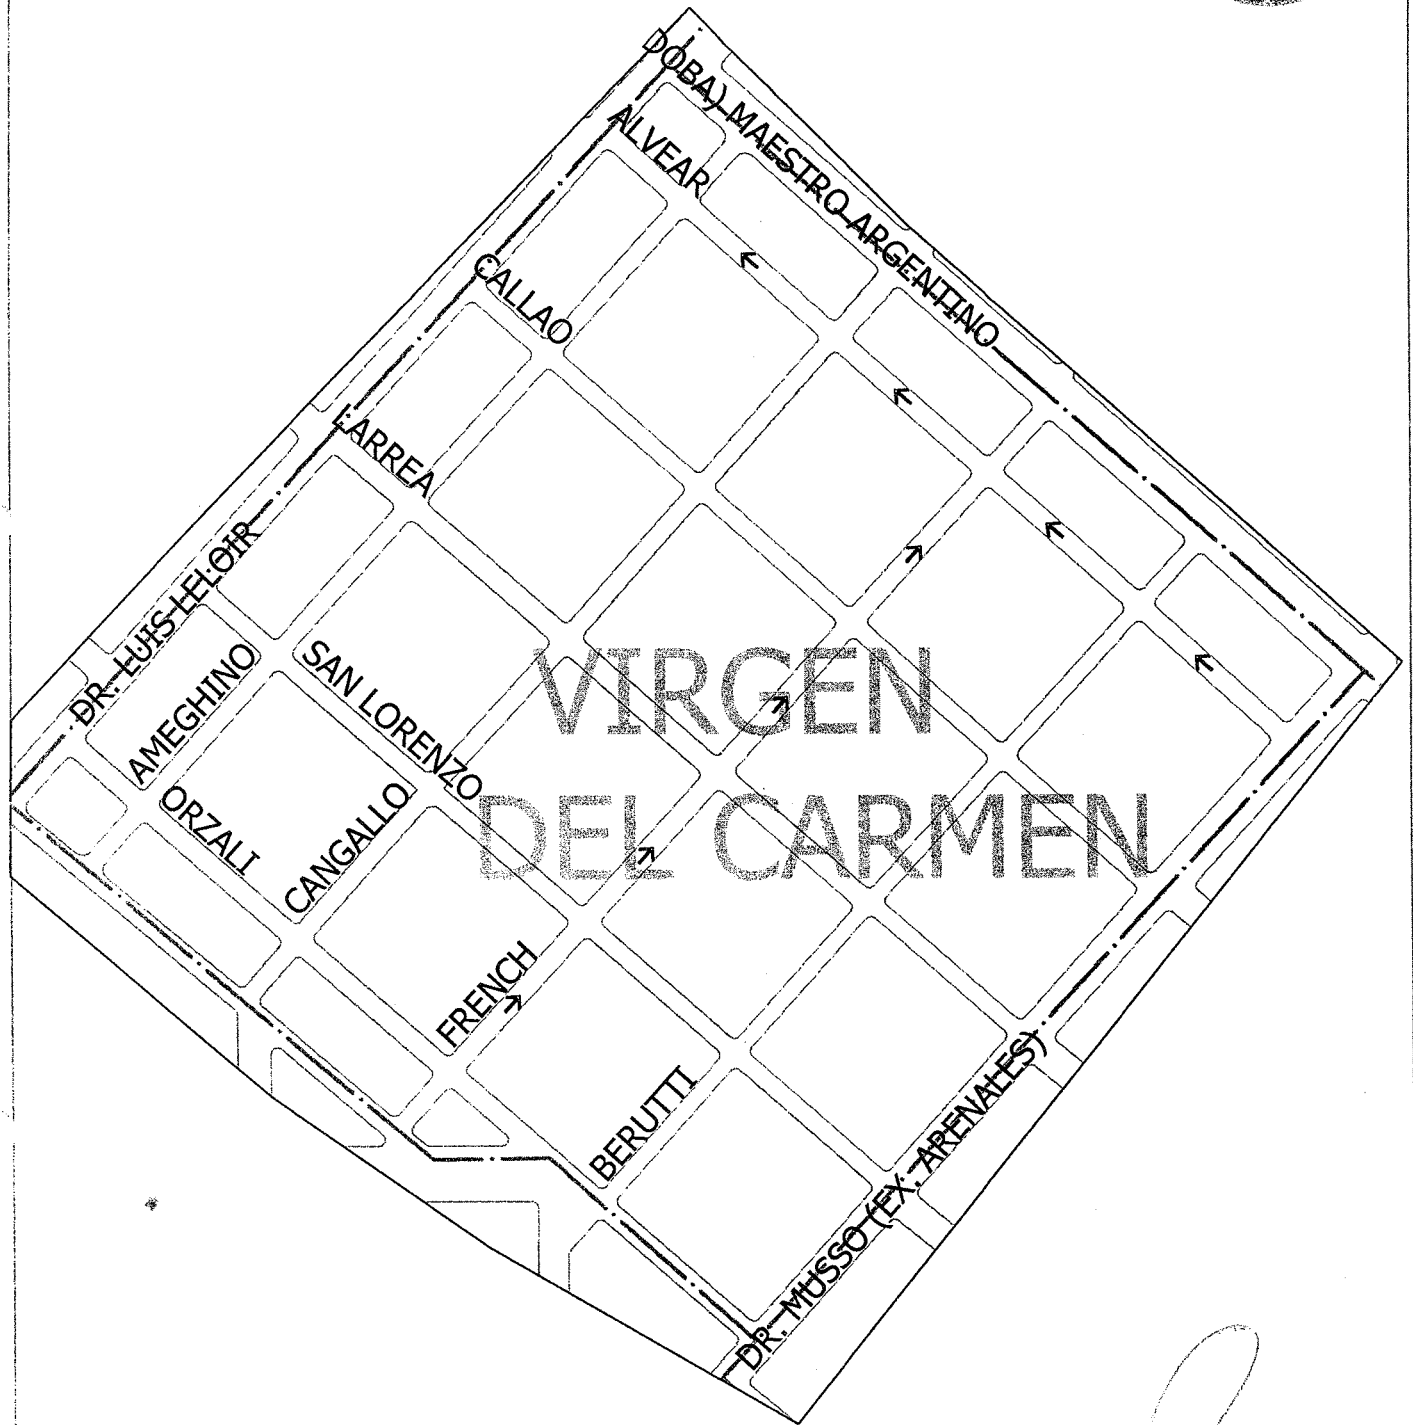 DOBA) MAESTRO ARGENTINO
ALVEAR
CALLAO
LARREA
DR. LUIS LELOIR
AMEGHINO
SAN LORENZO
ORZALI
CANGALLO
VIRGEN
DEL CARMEN
FRENCH
BERUTTI
DR. MUSSO (EX. ARENALES)